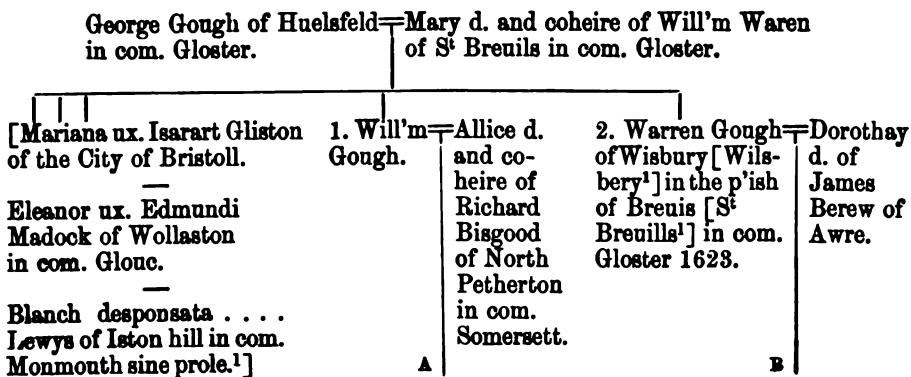 George Gough of Huelsfeld
in com. Gloster.
Mary d. and coheire of Will'm Waren
of Sᵗ Breuils in com. Gloster.
[Mariana ux. Isarart Gliston
of the City of Bristoll.
Eleanor ux. Edmundi
Madock of Wollaston
in com. Glouc.
Blanch desponsata . . . .
Lewys of Iston hill in com.
Monmouth sine prole.¹]
1. Will'm
Gough.
Allice d.
and co-
heire of
Richard
Bisgood
of North
Petherton
in com.
Somersett.
A
2. Warren Gough
of Wisbury [Wils-
bery¹] in the p'ish
of Breuis [Sᵗ
Breuills¹] in com.
Gloster 1623.
Dorothay
d. of
James
Berew of
Awre.
B